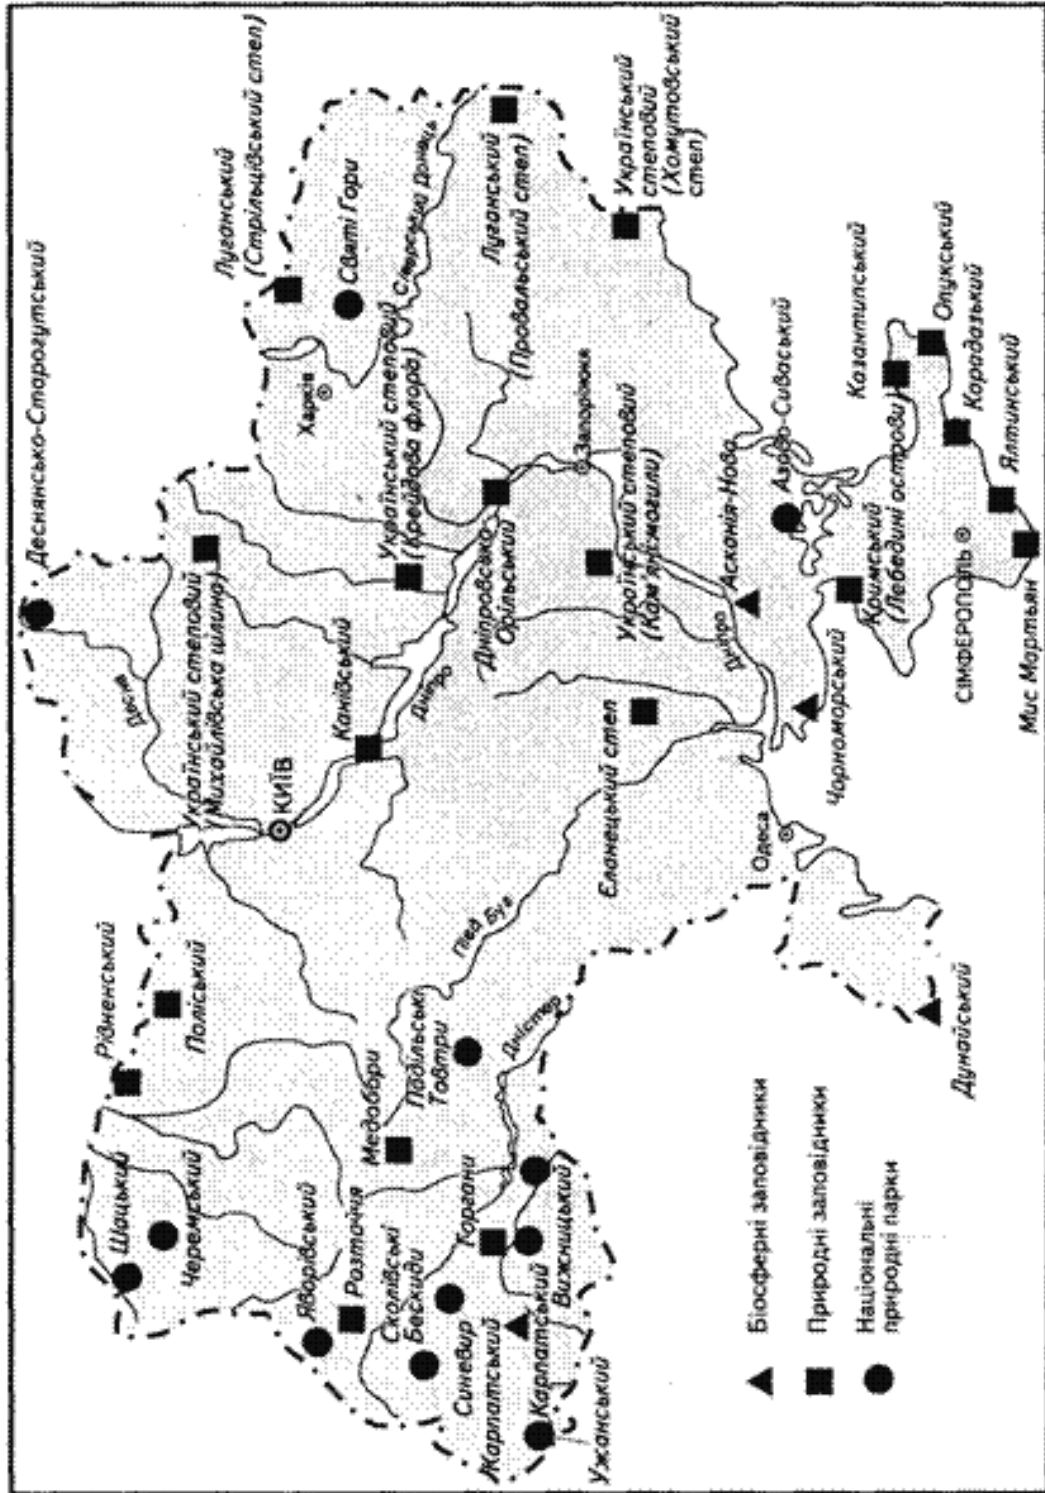 Деснянсько-Старогутський
Луганський
(Стрільцівський степ)
Святі Гори
Харків
Сіверський Донець
Луганський
(Провальський степ)
Український
степовий
(Хомутовський
степ)
Український степовий
Михайлівська цілина)
Десна
КИЇВ
Канівський
Дніпро
Український степовий
(Крейдова флора)
Дніпровсько-
Орільський
Запоріжжя
Український степовий
(Кам'яні могили)
Рівненський
Поліський
Шацький
Черемський
Яворівський
Розточчя
Сколівські
Бескиди
Синевир
Карпатський
Карпатський
Ужанський
Горгани
Вижницький
Медобори
Подільські
Товтри
Дністер
Півд Буг
Єланецький степ
Одеса
Дніпро
Асканія-Нова
Азово-Сиваський
Чорноморський
Дунайський
Кримський
(Лебедині острови)
Казантипський
Опукський
Карадазький
Ялтинський
СІМФЕРОПОЛЬ
Мис Мартьян
Біосферні заповідники
Природні заповідники
Національні
природні парки